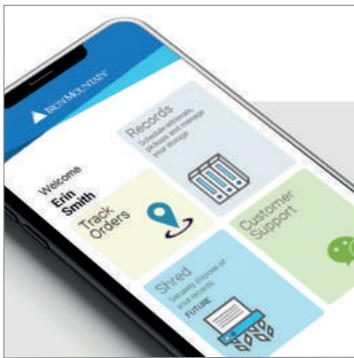 IRON MOUNTAIN®
Welcome
Erin
Smith
Records
Schedule retrievals,
pickups and manage
your storage
Track
Orders
Customer
Support
Shred
Securely dispose of
your records.
FUTURE